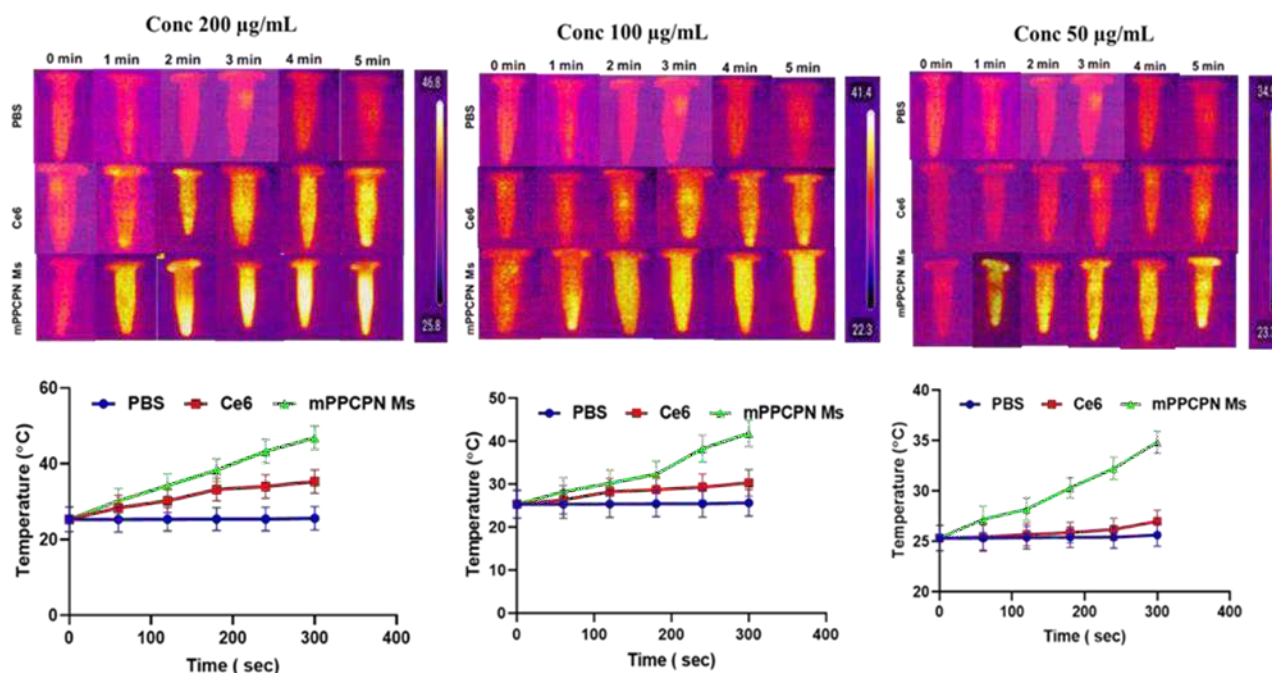 Conc 200 µg/mL
0 min 1 min 2 min 3 min 4 min 5 min
PBS
Ce6
mPPCPN Ms
46.8
25.8
Conc 100 µg/mL
0 min 1 min 2 min 3 min 4 min 5 min
PBS
Ce6
mPPCPN Ms
41.4
22.3
Conc 50 µg/mL
0 min 1 min 2 min 3 min 4 min 5 min
PBS
Ce6
mPPCPN Ms
PBS Ce6 mPPCPN Ms
Temperature (°C)
60
40
20
0
0 100 200 300 400
Time ( sec)
PBS Ce6 mPPCPN Ms
Temperature (°C)
50
40
30
20
10
0
0 100 200 300 400
Time ( sec)
PBS Ce6 mPPCPN Ms
Temperature (°C)
40
35
30
25
20
0 100 200 300 400
Time ( sec)